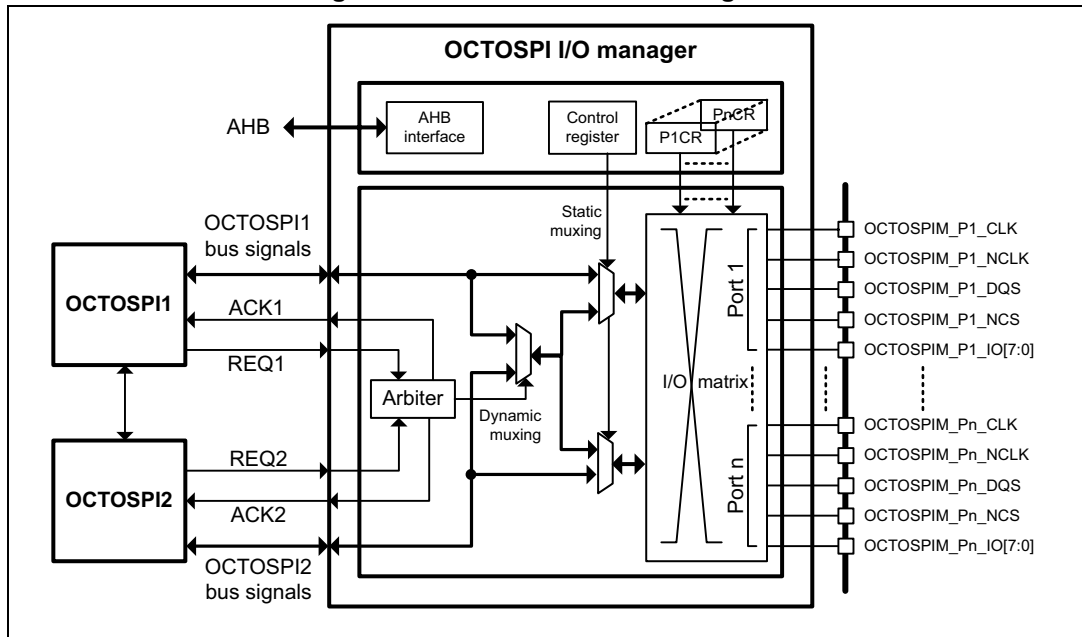 OCTOSPI I/O manager
AHB
AHB
interface
Control
register
P1CR
PnCR
Static
muxing
OCTOSPI1
bus signals
OCTOSPI1
ACK1
REQ1
Arbiter
Dynamic
muxing
REQ2
OCTOSPI2
ACK2
OCTOSPI2
bus signals
I/O matrix
Port 1
Port n
OCTOSPIM_P1_CLK
OCTOSPIM_P1_NCLK
OCTOSPIM_P1_DQS
OCTOSPIM_P1_NCS
OCTOSPIM_P1_IO[7:0]
OCTOSPIM_Pn_CLK
OCTOSPIM_Pn_NCLK
OCTOSPIM_Pn_DQS
OCTOSPIM_Pn_NCS
OCTOSPIM_Pn_IO[7:0]